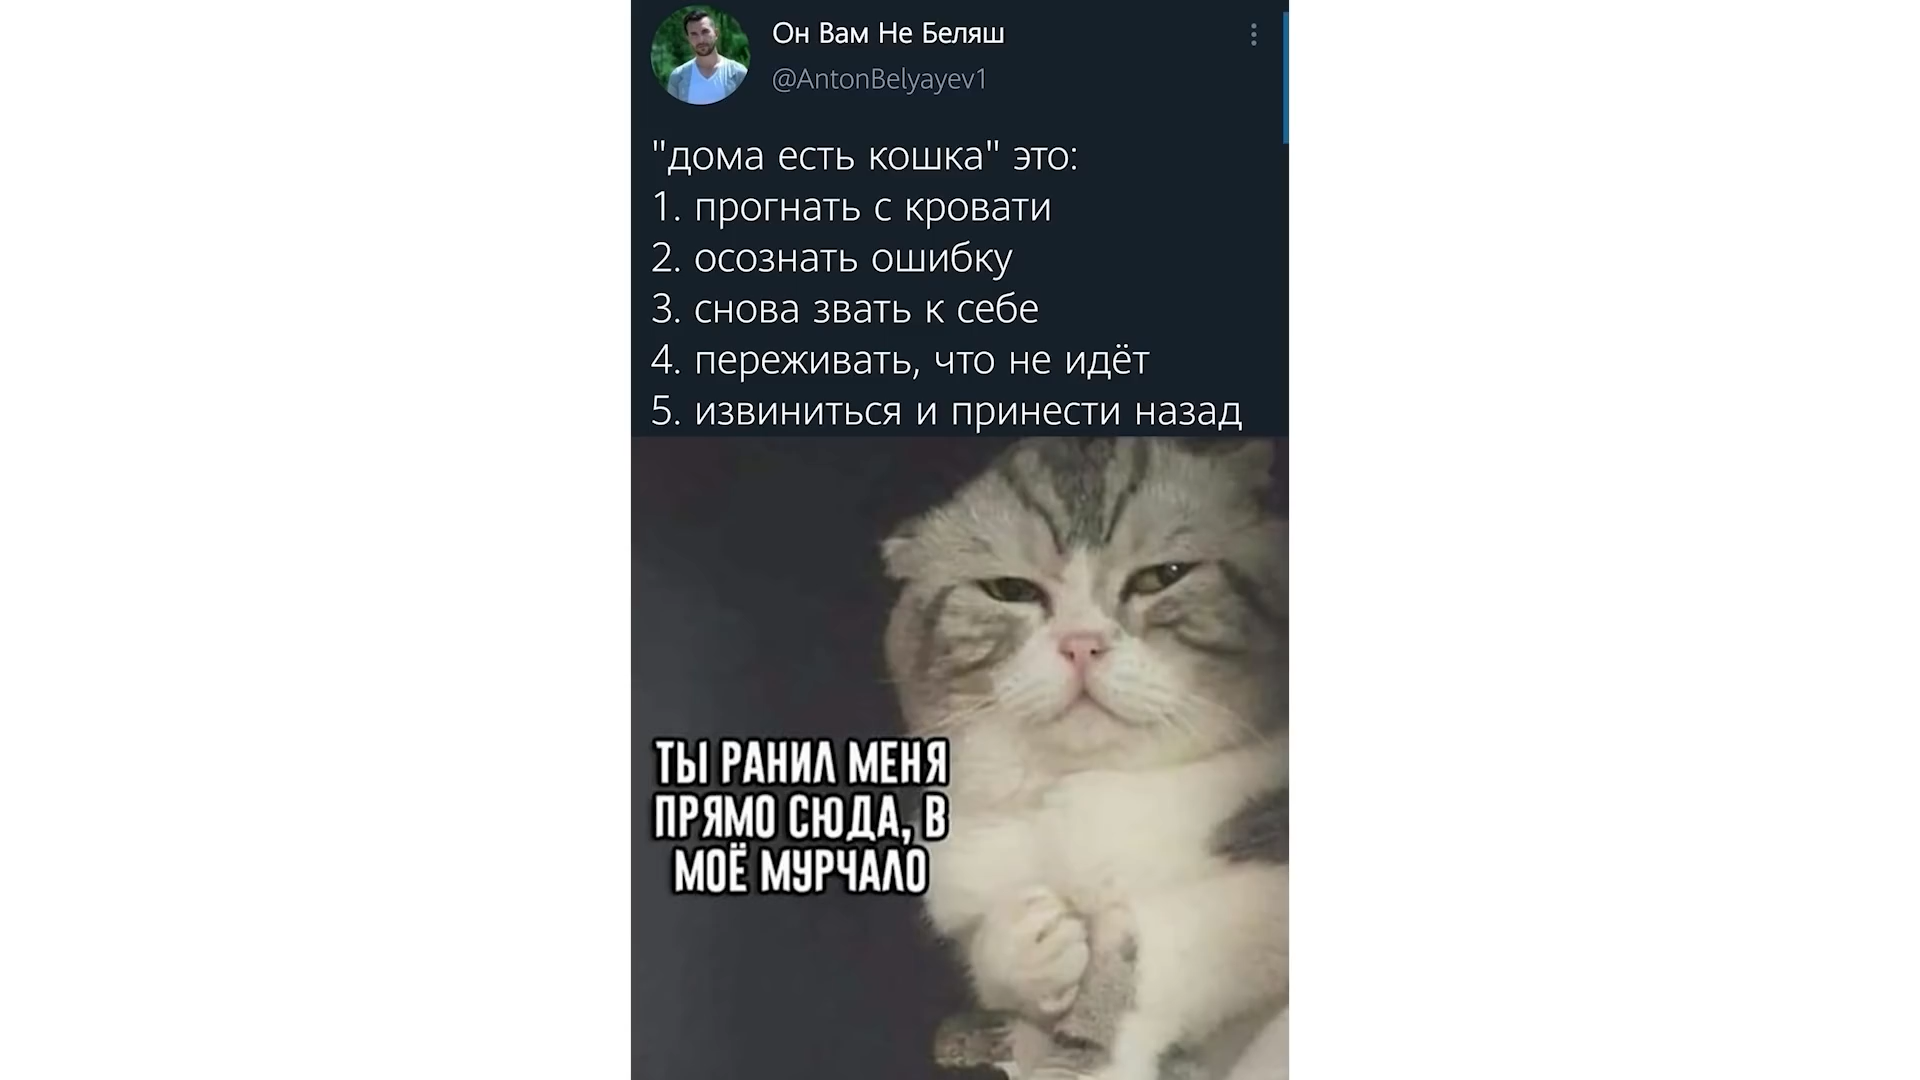 Он Вам Не Беляш
@AntonBelyayev1
"дома есть кошка" это:
1. прогнать с кровати
2. осознать ошибку
3. снова звать к себе
4. переживать, что не идёт
5. извиниться и принести назад
ТЫ РАНИЛ МЕНЯ
ПРЯМО СЮДА, В
МОЁ МУРЧАЛО